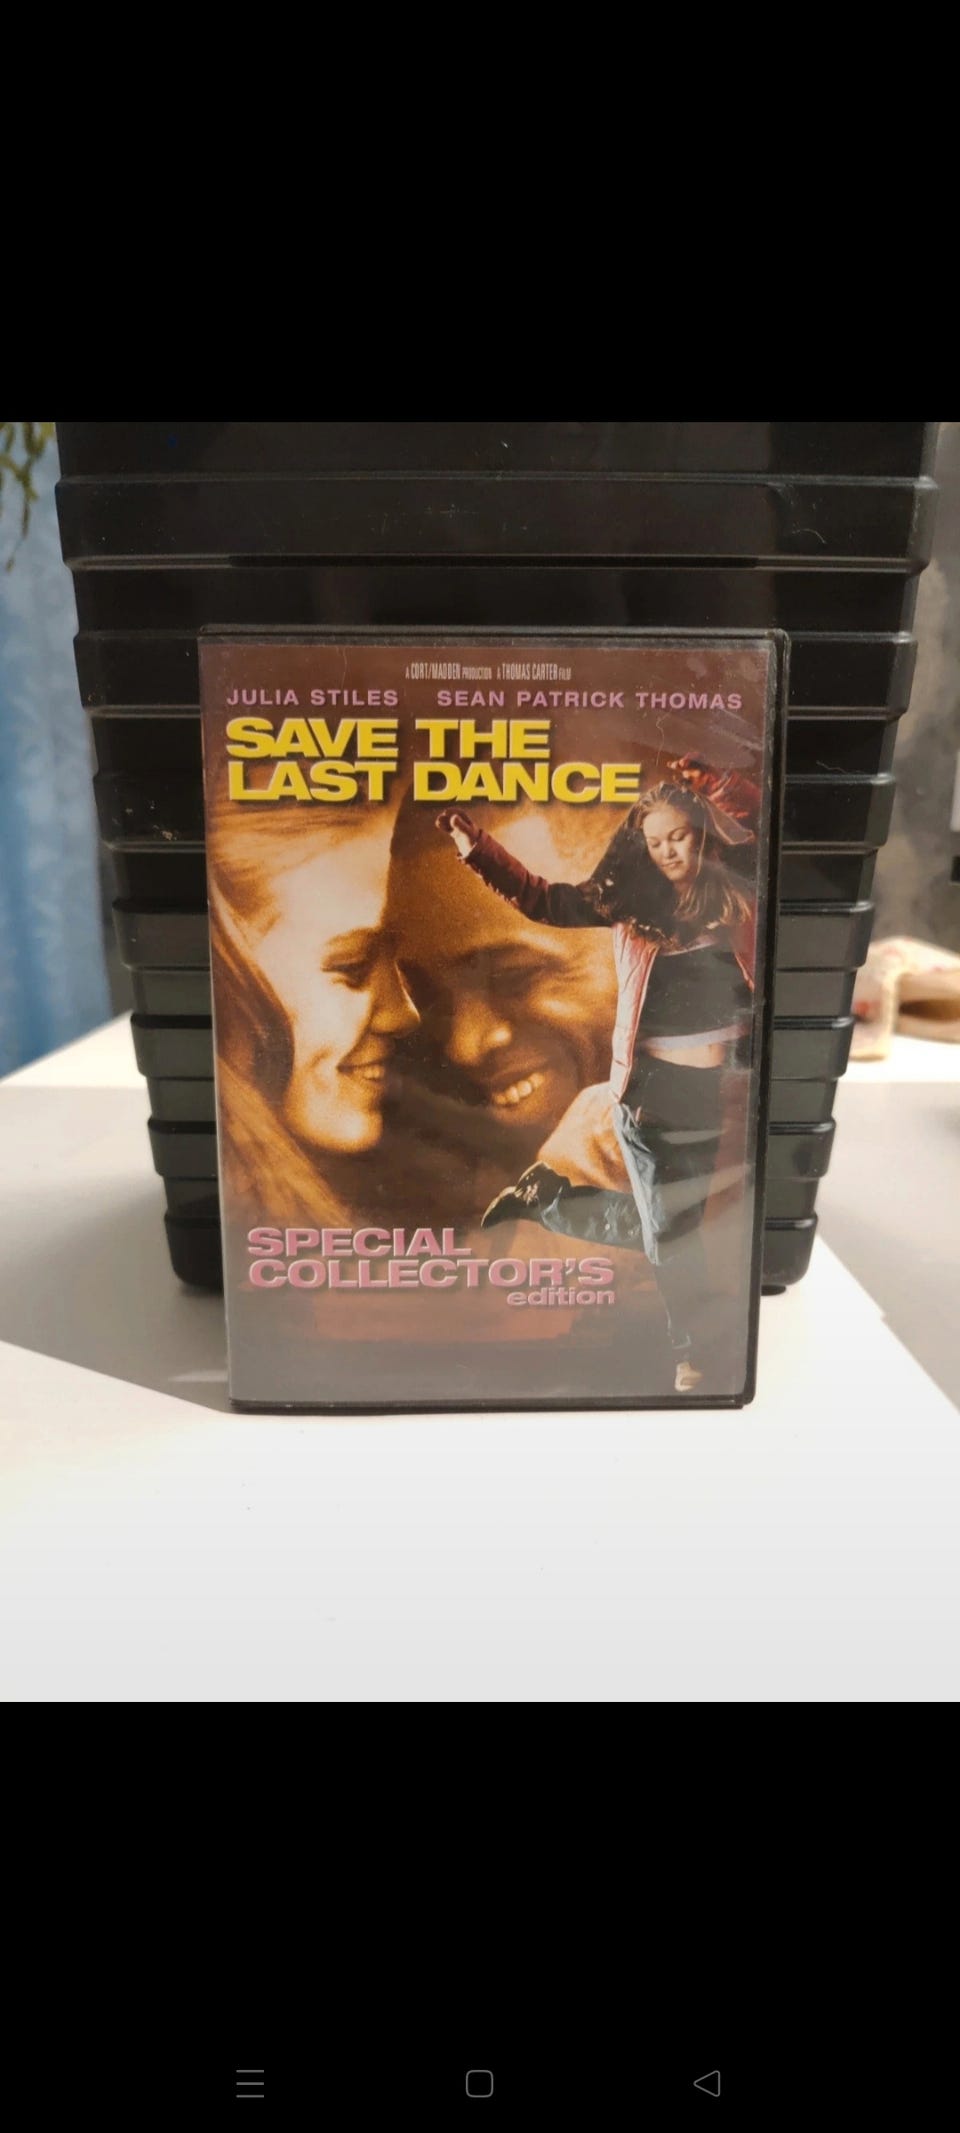 A CORT/MADDEN PRODUCTION A THOMAS CARTER FILM
JULIA STILES SEAN PATRICK THOMAS
SAVE THE
LAST DANCE
SPECIAL
COLLECTOR'S
edition